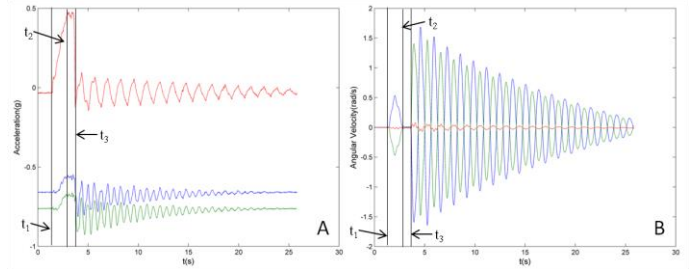 0.5
0
-0.5
-1
Acceleration(g)
0 5 10 15 20 25 30
t(s)
t2
t3
t1
A
2
1.5
1
0.5
0
-0.5
-1
-1.5
-2
Angular Velocity(rad/s)
0 5 10 15 20 25 30
t(s)
t2
t1
t3
B